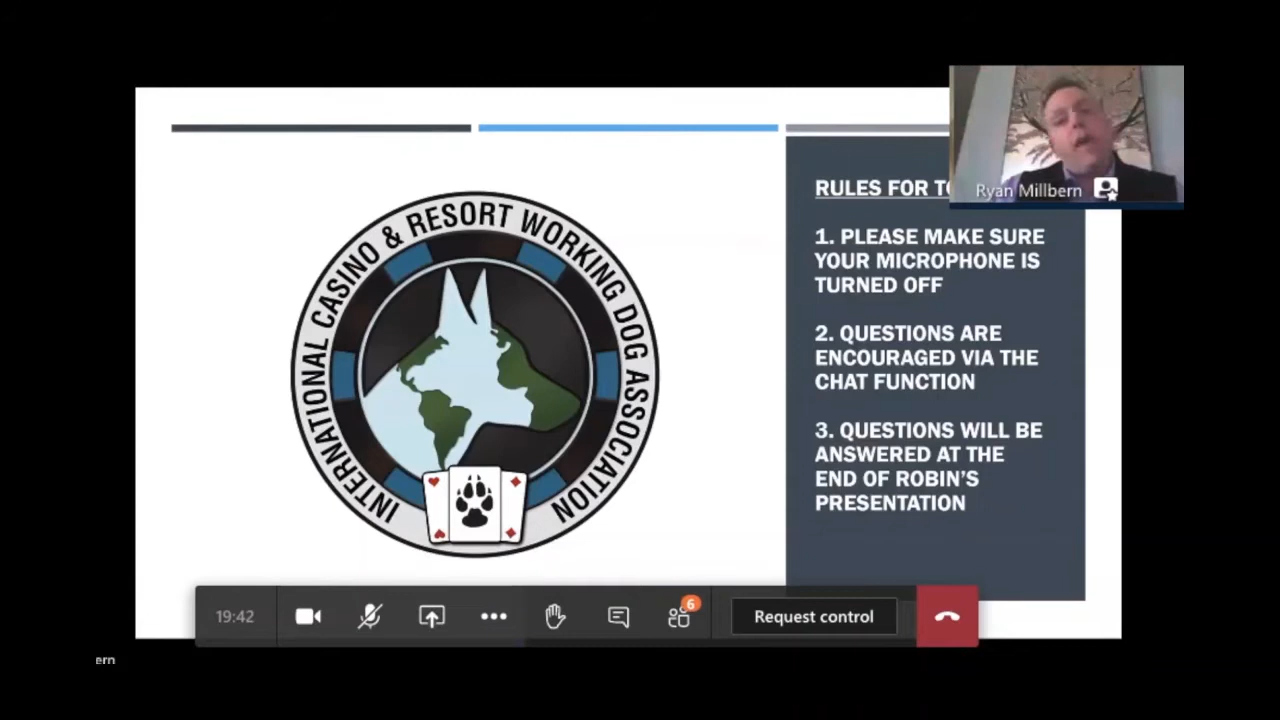 INTERNATIONAL CASINO & RESORT WORKING DOG ASSOCIATION
RULES FOR
Ryan Millbern
1. PLEASE MAKE SURE
YOUR MICROPHONE IS
TURNED OFF
2. QUESTIONS ARE
ENCOURAGED VIA THE
CHAT FUNCTION
3. QUESTIONS WILL BE
ANSWERED AT THE
END OF ROBIN'S
PRESENTATION
19:42
6
Request control
ern